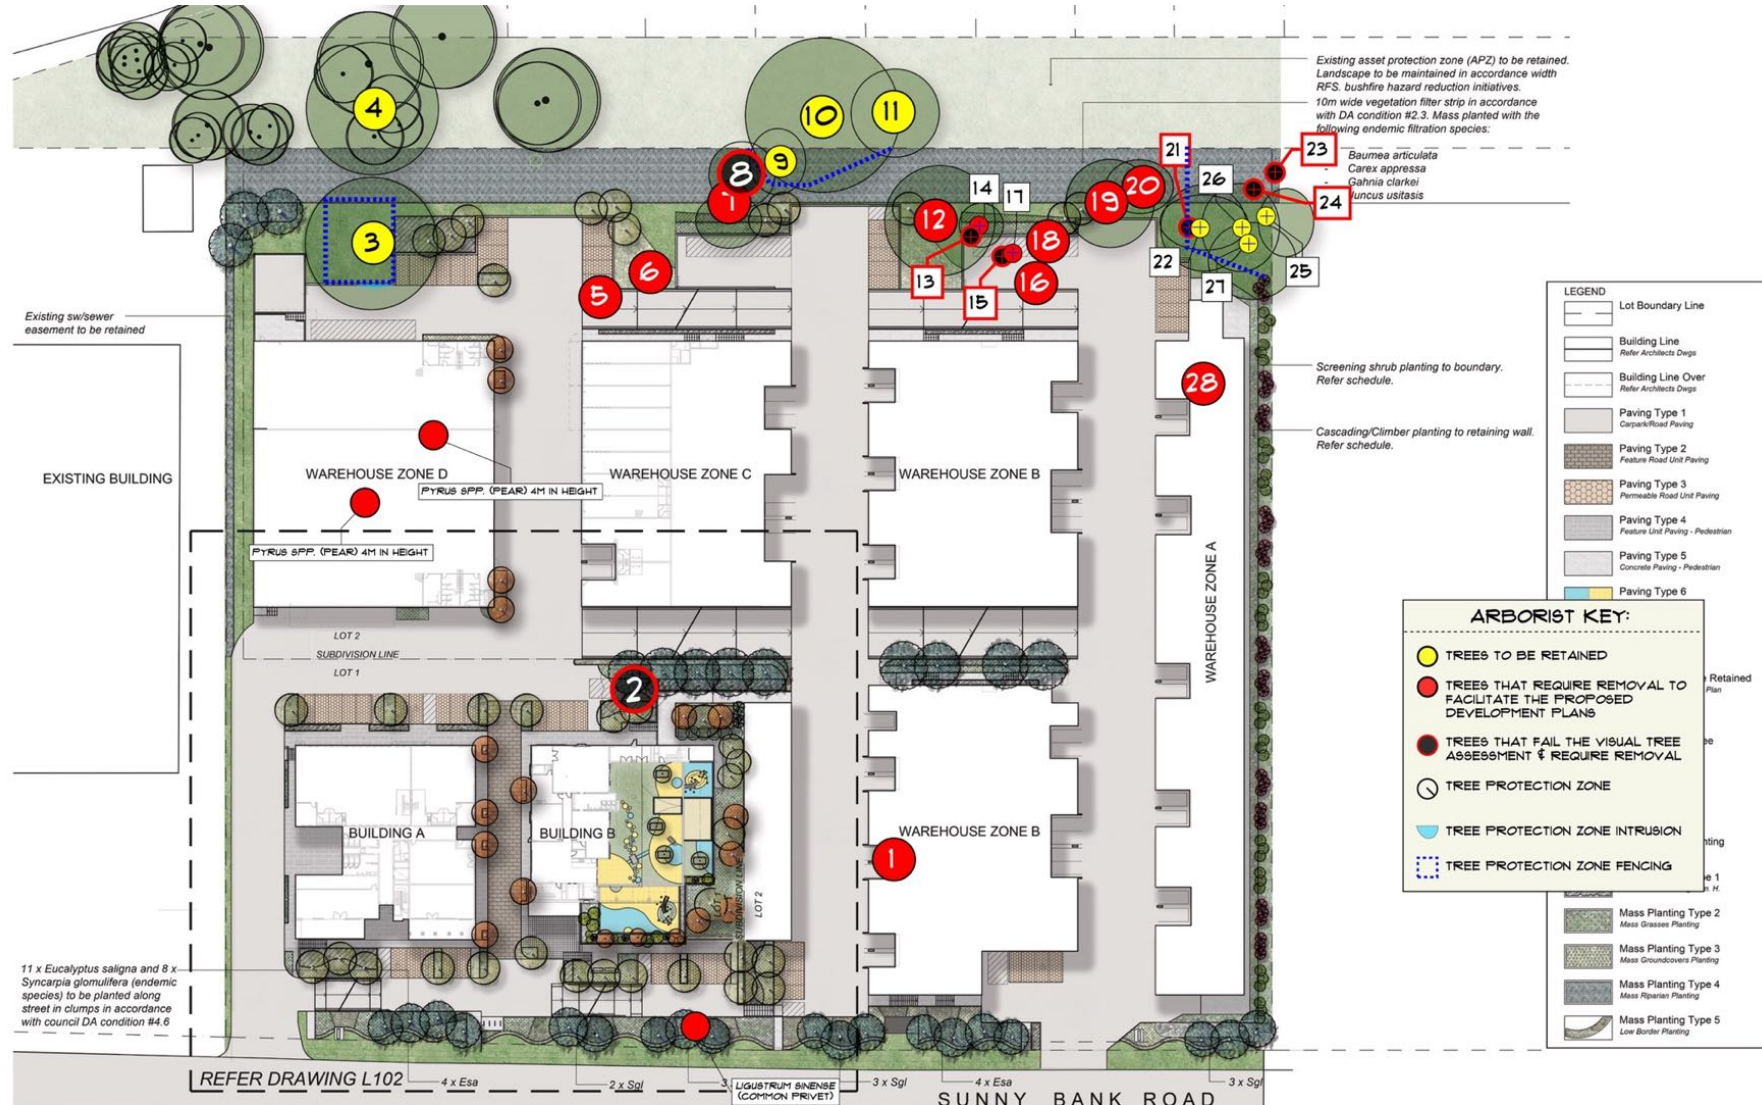 Existing asset protection zone (APZ) to be retained.
Landscape to be maintained in accordance width
RFS. bushfire hazard reduction initiatives.
10m wide vegetation filter strip in accordance
with DA condition #2.3. Mass planted with the
following endemic filtration species:
Baumea articulata
Carex appressa
Gahnia clarkei
Juncus usitasis
4
10
11
9
8
7
3
5
6
12
14
17
13
15
18
16
19
20
21
26
23
24
22
27
25
28
Existing sw/sewer
easement to be retained
EXISTING BUILDING
Screening shrub planting to boundary.
Refer schedule.
Cascading/Climber planting to retaining wall.
Refer schedule.
WAREHOUSE ZONE D
WAREHOUSE ZONE C
WAREHOUSE ZONE B
WAREHOUSE ZONE A
PYRUS SPP. (PEAR) 4M IN HEIGHT
PYRUS SPP. (PEAR) 4M IN HEIGHT
LOT 2
SUBDIVISION LINE
LOT 1
2
BUILDING A
BUILDING B
LOT 1
SUBDIVISION LINE
LOT 2
WAREHOUSE ZONE B
1
11 x Eucalyptus saligna and 8 x
Syncarpia glomulifera (endemic
species) to be planted along
street in clumps in accordance
with council DA condition #4.6
REFER DRAWING L102
4 x Esa
2 x Sgl
3
LIGUSTRUM SINENSE
(COMMON PRIVET)
3 x Sgl
4 x Esa
3 x Sgl
SUNNY BANK ROAD
LEGEND
Lot Boundary Line
Building Line
Refer Architects Dwgs
Building Line Over
Refer Architects Dwgs
Paving Type 1
Carpark/Road Paving
Paving Type 2
Feature Road Unit Paving
Paving Type 3
Permeable Road Unit Paving
Paving Type 4
Feature Unit Paving - Pedestrian
Paving Type 5
Concrete Paving - Pedestrian
Paving Type 6
Retained
Plan
ARBORIST KEY:
TREES TO BE RETAINED
TREES THAT REQUIRE REMOVAL TO
FACILITATE THE PROPOSED
DEVELOPMENT PLANS
TREES THAT FAIL THE VISUAL TREE
ASSESSMENT & REQUIRE REMOVAL
TREE PROTECTION ZONE
TREE PROTECTION ZONE INTRUSION
TREE PROTECTION ZONE FENCING
Mass Planting Type 2
Mass Grasses Planting
Mass Planting Type 3
Mass Groundcovers Planting
Mass Planting Type 4
Mass Riparian Planting
Mass Planting Type 5
Low Border Planting